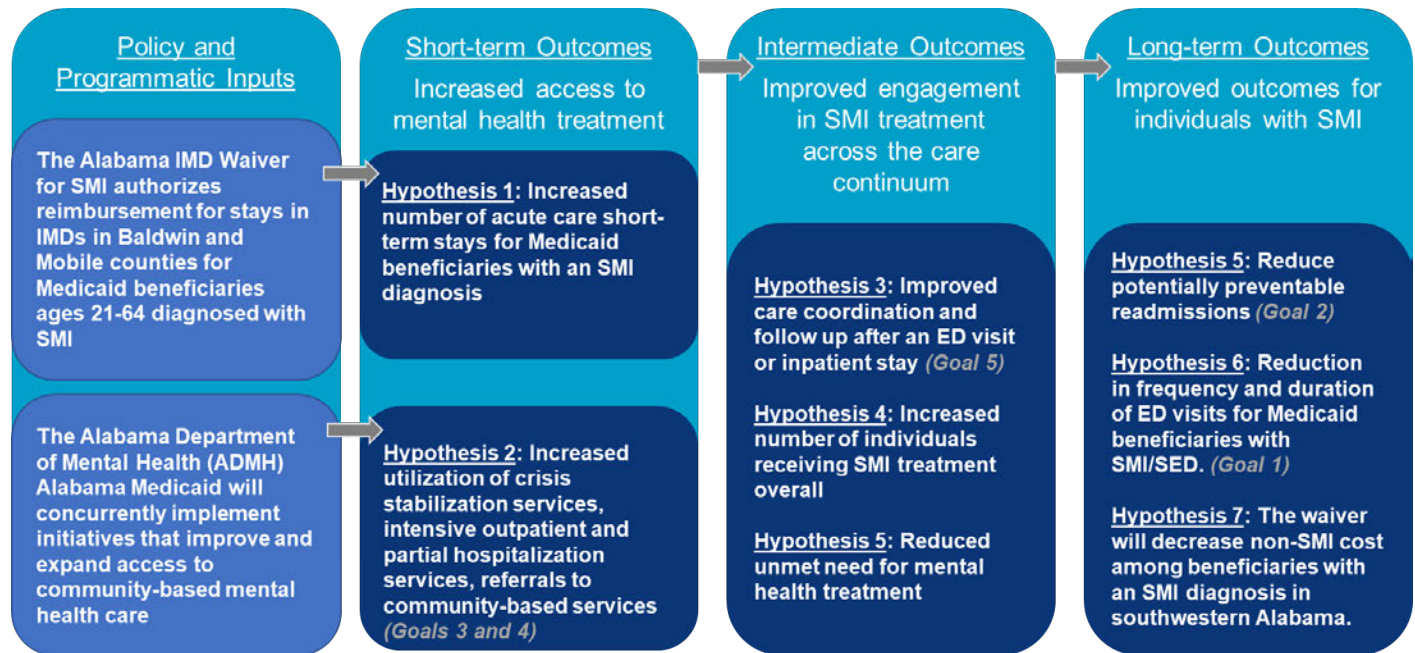 Policy and
Programmatic Inputs
The Alabama IMD Waiver
for SMI authorizes
reimbursement for stays in
IMDs in Baldwin and
Mobile counties for
Medicaid beneficiaries
ages 21-64 diagnosed with
SMI
The Alabama Department
of Mental Health (ADMH)
Alabama Medicaid will
concurrently implement
initiatives that improve and
expand access to
community-based mental
health care
Short-term Outcomes
Increased access to
mental health treatment
Hypothesis 1: Increased
number of acute care short-
term stays for Medicaid
beneficiaries with an SMI
diagnosis
Hypothesis 2: Increased
utilization of crisis
stabilization services,
intensive outpatient and
partial hospitalization
services, referrals to
community-based services
(Goals 3 and 4)
Intermediate Outcomes
Improved engagement
in SMI treatment
across the care
continuum
Hypothesis 3: Improved
care coordination and
follow up after an ED visit
or inpatient stay (Goal 5)
Hypothesis 4: Increased
number of individuals
receiving SMI treatment
overall
Hypothesis 5: Reduced
unmet need for mental
health treatment
Long-term Outcomes
Improved outcomes for
individuals with SMI
Hypothesis 5: Reduce
potentially preventable
readmissions (Goal 2)
Hypothesis 6: Reduction
in frequency and duration
of ED visits for Medicaid
beneficiaries with
SMI/SED. (Goal 1)
Hypothesis 7: The waiver
will decrease non-SMI cost
among beneficiaries with
an SMI diagnosis in
southwestern Alabama.